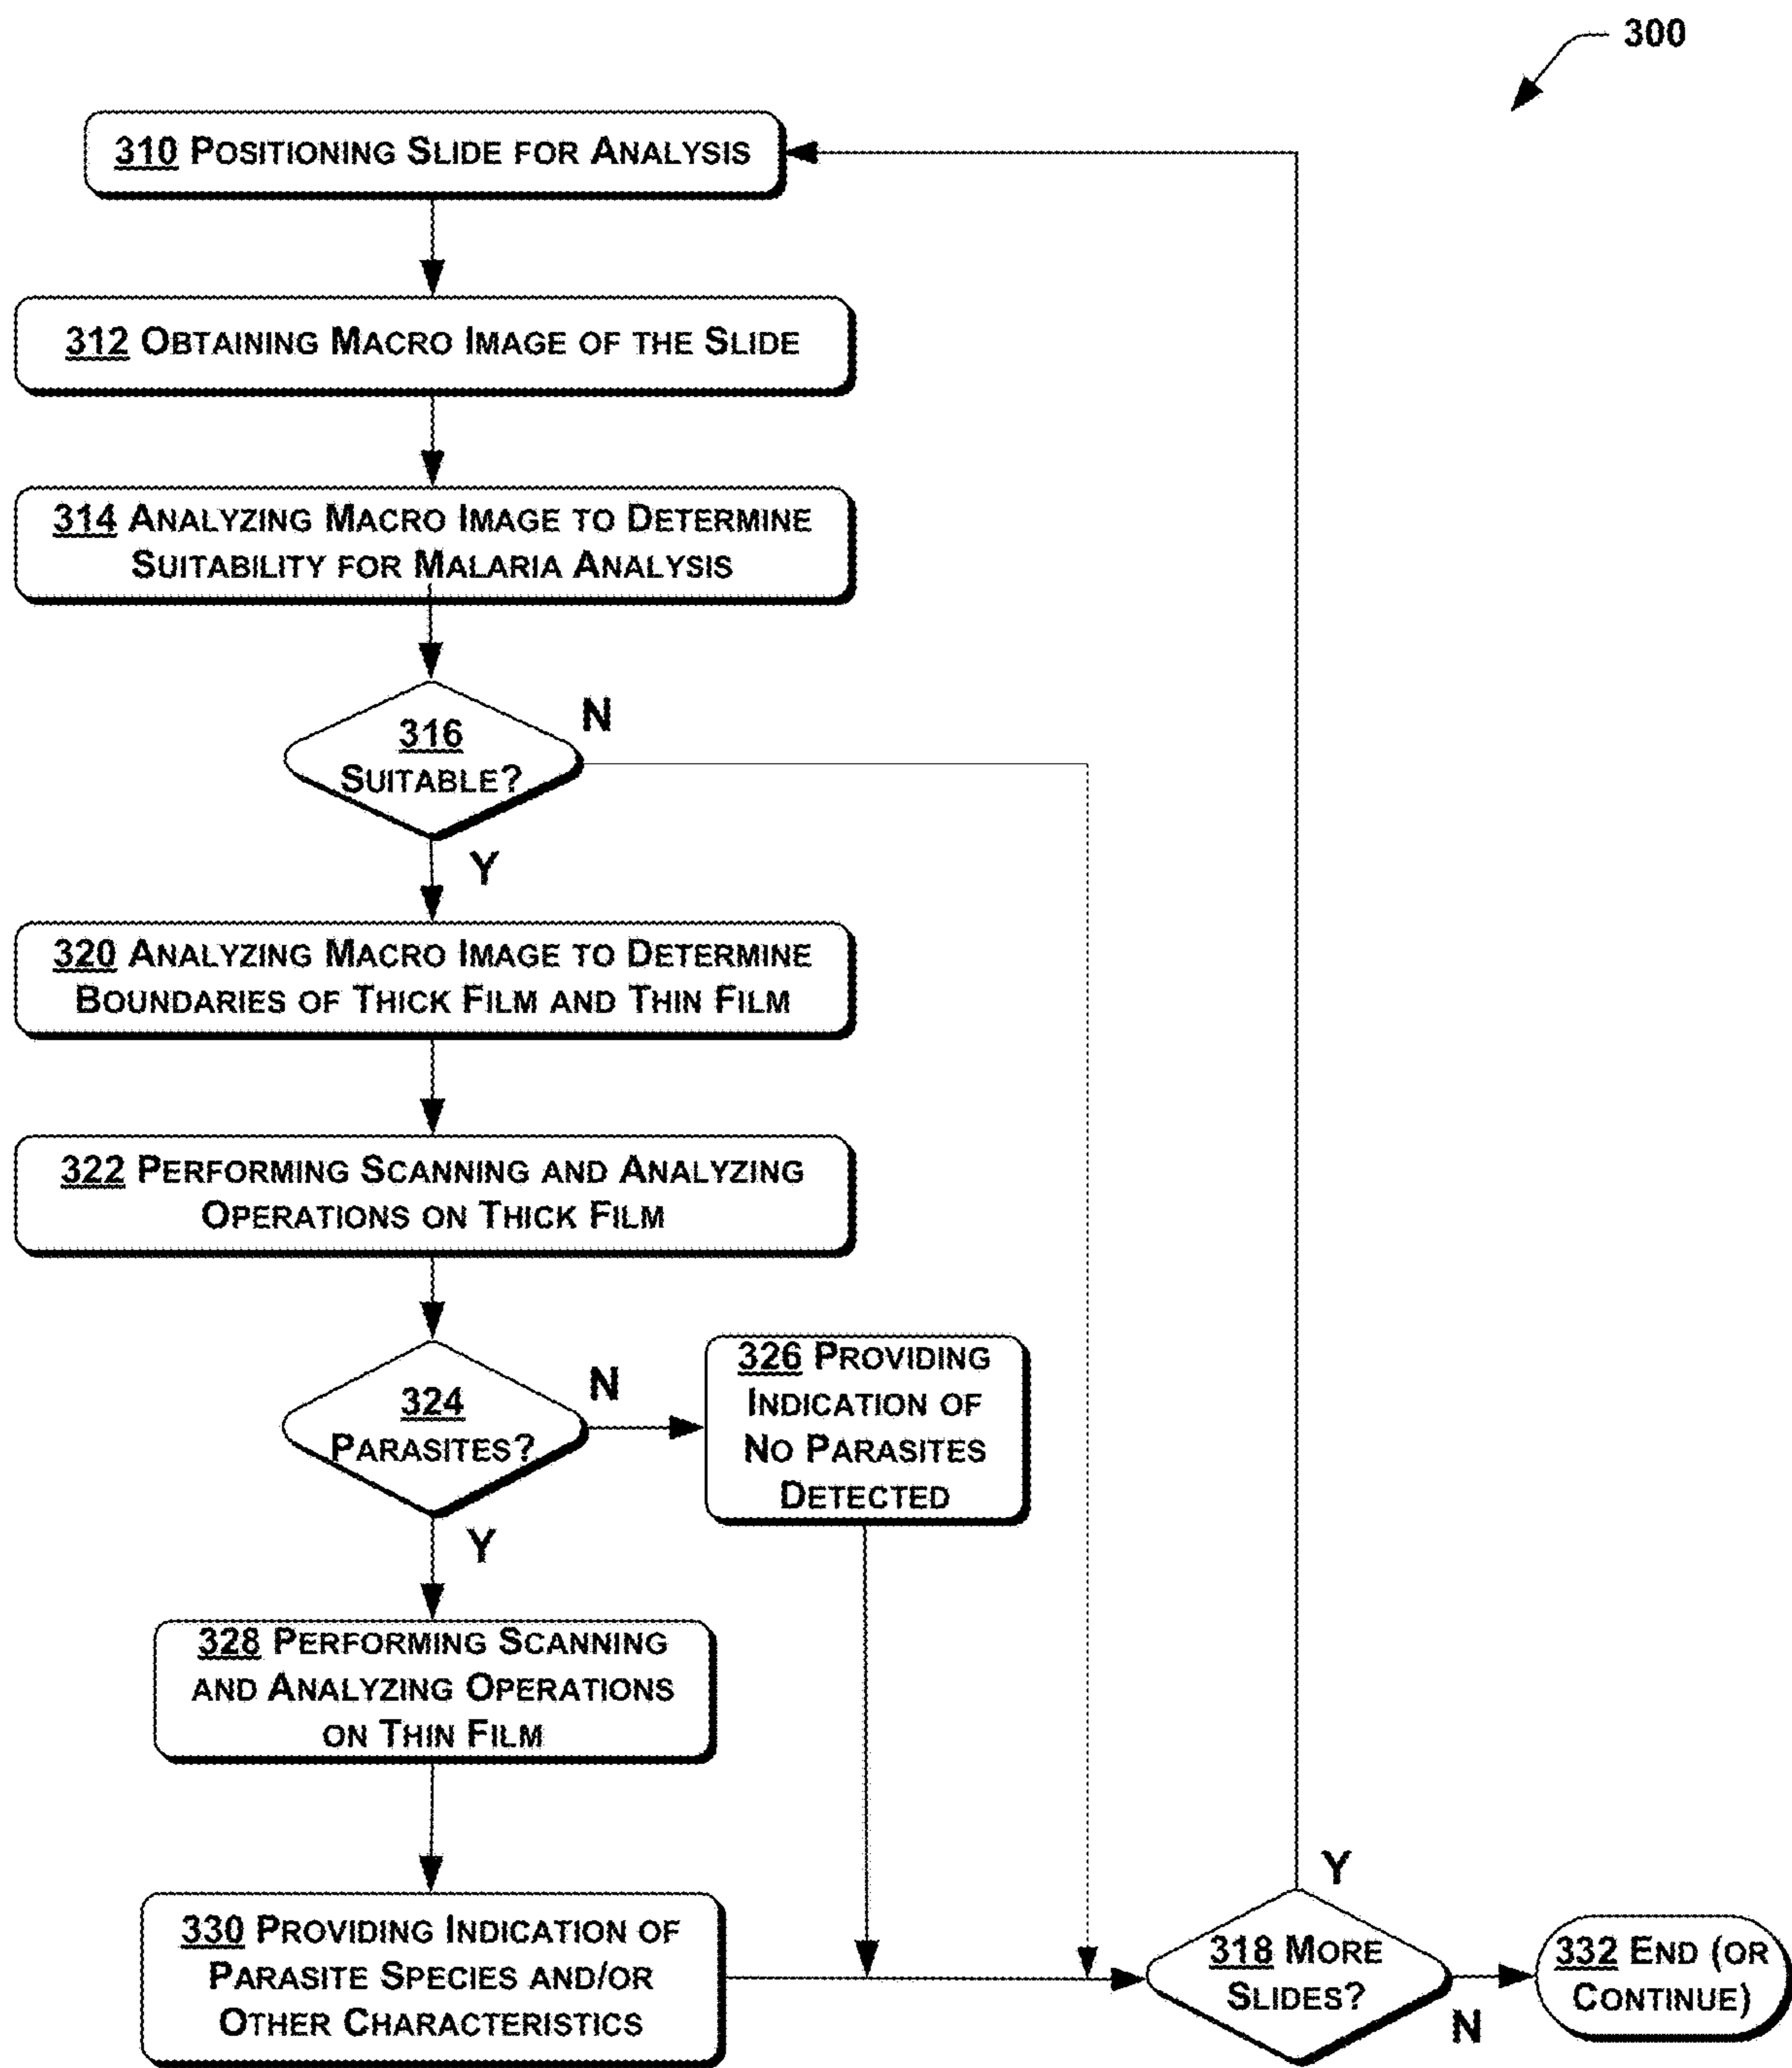 300
310 POSITIONING SLIDE FOR ANALYSIS
312 OBTAINING MACRO IMAGE OF THE SLIDE
314 ANALYZING MACRO IMAGE TO DETERMINE
SUITABILITY FOR MALARIA ANALYSIS
316
SUITABLE?
N
Y
320 ANALYZING MACRO IMAGE TO DETERMINE
BOUNDARIES OF THICK FILM AND THIN FILM
322 PERFORMING SCANNING AND ANALYZING
OPERATIONS ON THICK FILM
324
PARASITES?
N
Y
326 PROVIDING
INDICATION OF
NO PARASITES
DETECTED
328 PERFORMING SCANNING
AND ANALYZING OPERATIONS
ON THIN FILM
330 PROVIDING INDICATION OF
PARASITE SPECIES AND/OR
OTHER CHARACTERISTICS
318 MORE
SLIDES?
Y
N
332 END (OR
CONTINUE)